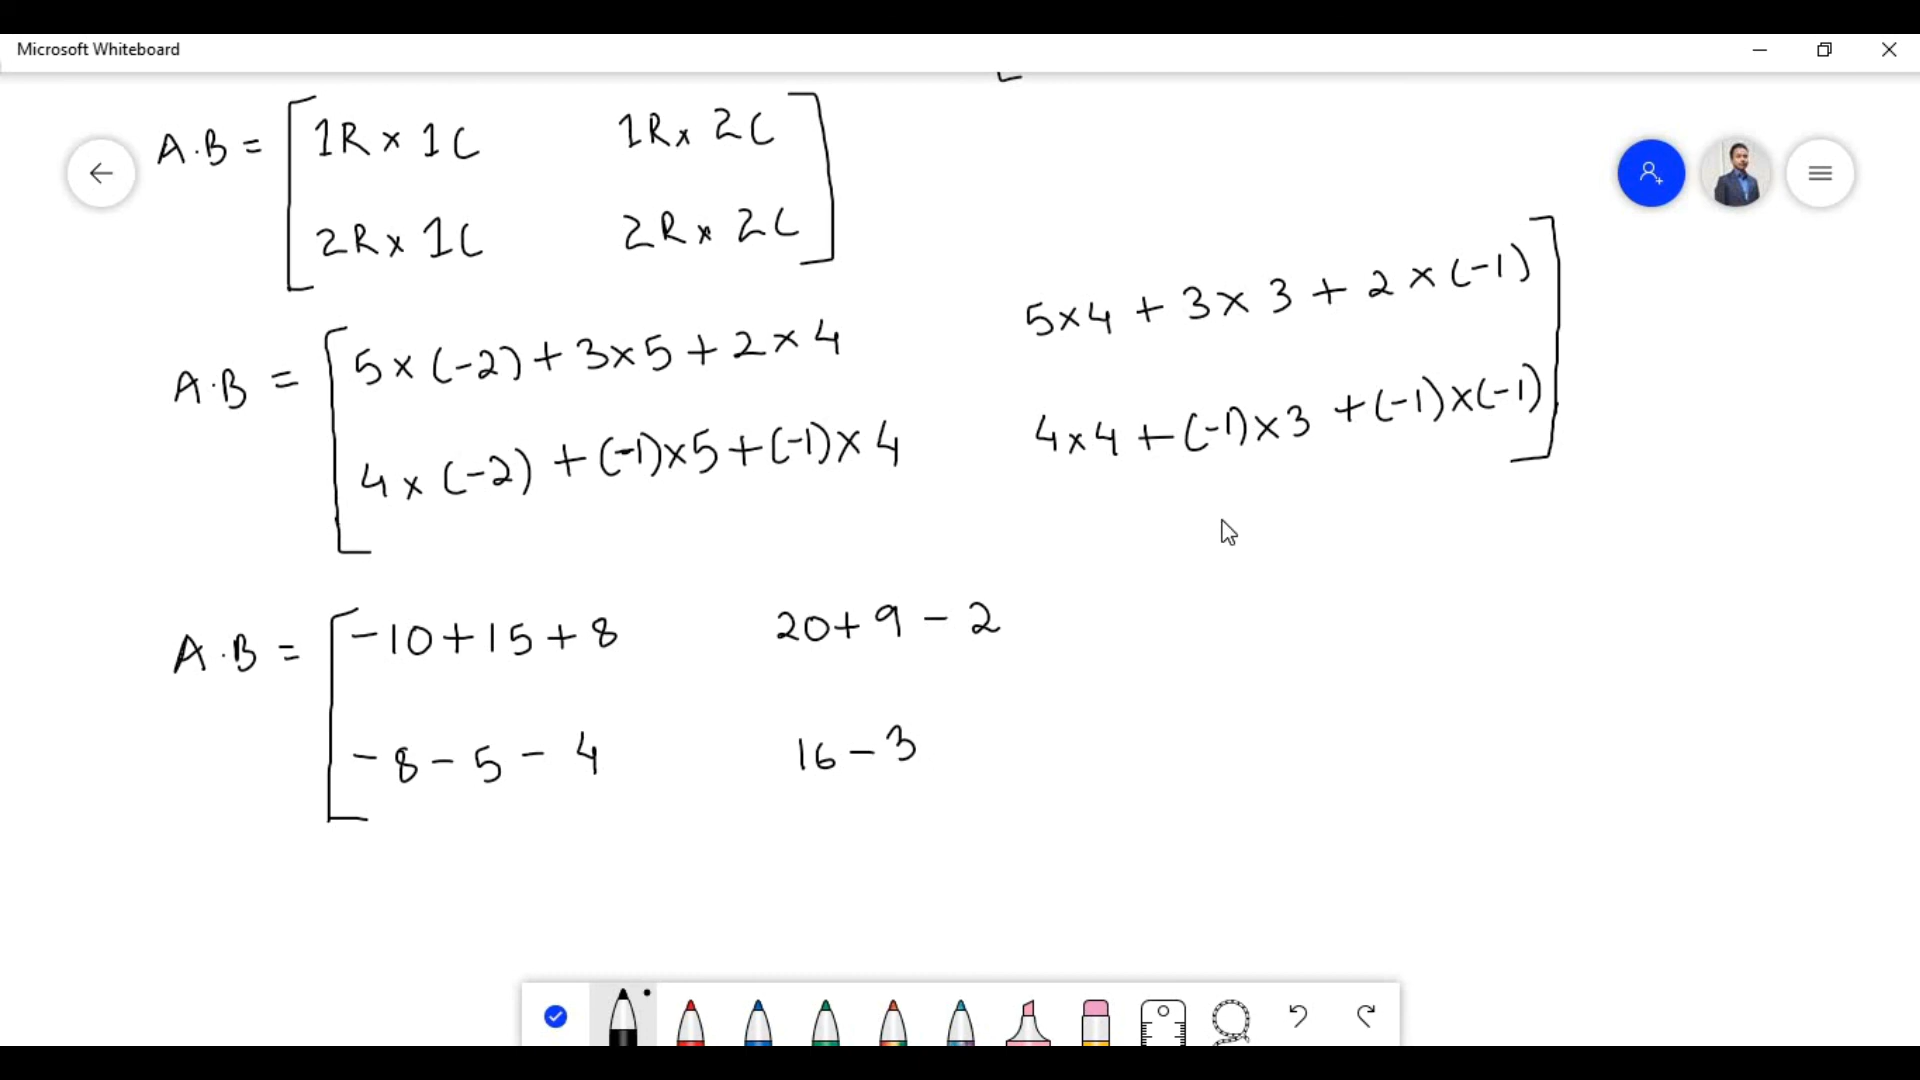 Microsoft Whiteboard
A.B = [ 1R x 1C 1R x 2C
2R x 1C 2R x 2C ]
A.B = [ 5 x (-2) + 3 x 5 + 2 x 4 5 x 4 + 3 x 3 + 2 x (-1)
4 x (-2) + (-1) x 5 + (-1) x 4 4 x 4 + (-1) x 3 + (-1) x (-1) ]
A.B = [ -10 + 15 + 8 20 + 9 - 2
- 8 - 5 - 4 16 - 3